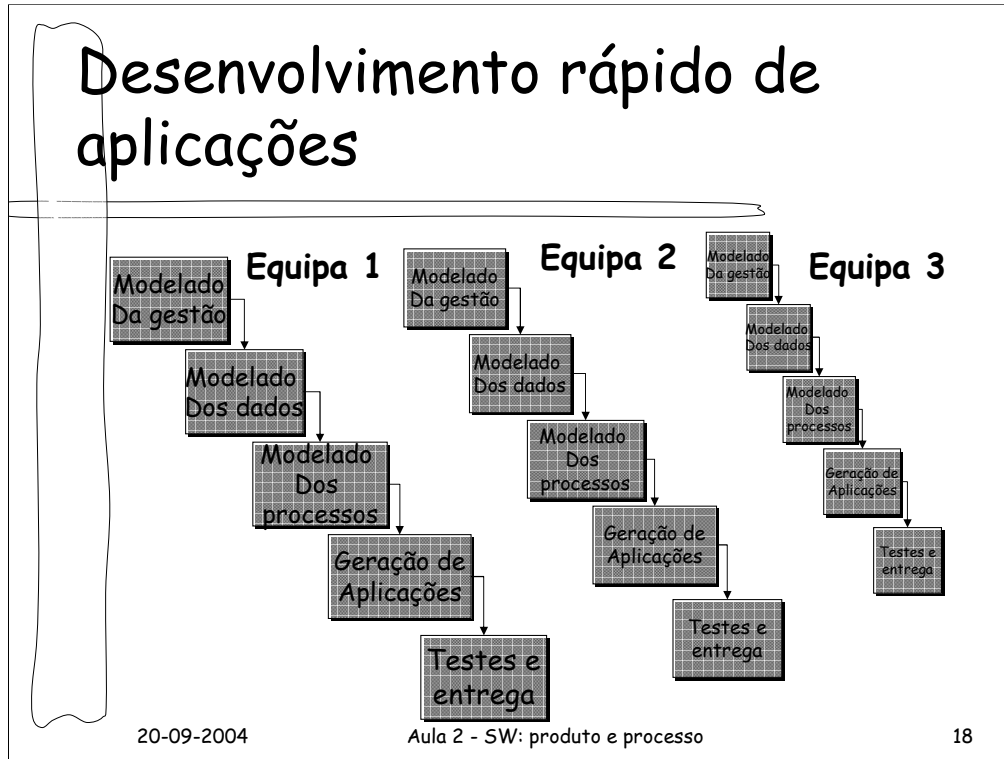 Desenvolvimento rápido de
aplicações
Equipa 1
Modelado
Da gestão
Modelado
Dos dados
Modelado
Dos
processos
Geração de
Aplicações
Testes e
entrega
Equipa 2
Modelado
Da gestão
Modelado
Dos dados
Modelado
Dos
processos
Geração de
Aplicações
Testes e
entrega
Equipa 3
Modelado
Da gestão
Modelado
Dos dados
Modelado
Dos
processos
Geração de
Aplicações
Testes e
entrega
20-09-2004
Aula 2 - SW: produto e processo
18